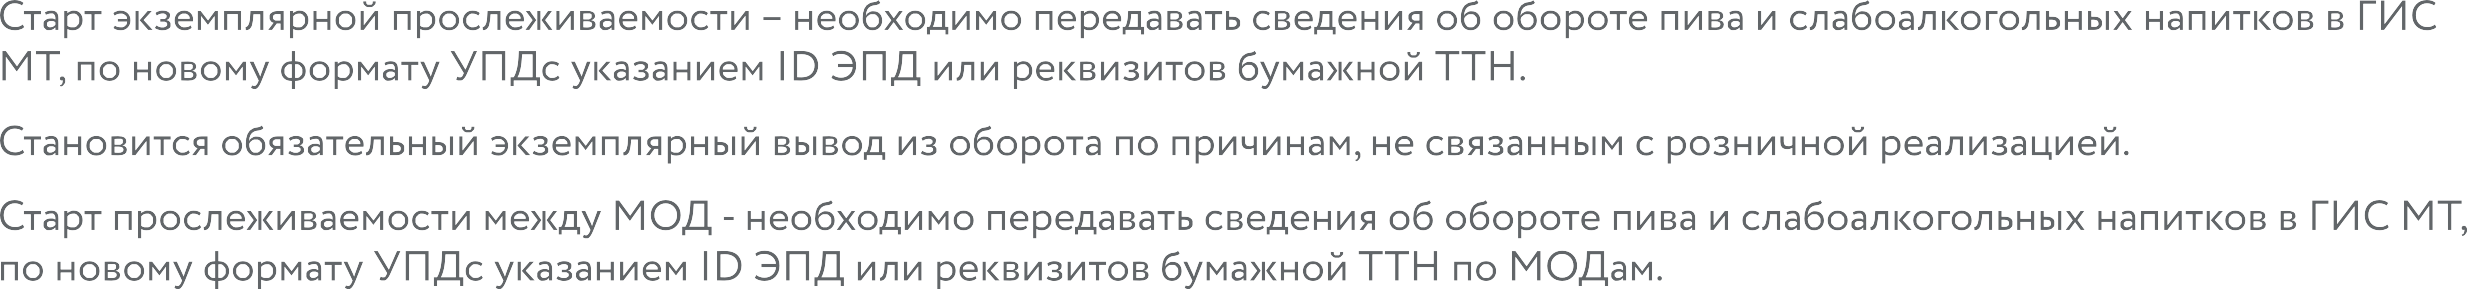 Старт экземплярной прослеживаемости – необходимо передавать сведения об обороте пива и слабоалкогольных напитков в ГИС
МТ, по новому формату УПДс указанием ID ЭПД или реквизитов бумажной ТТН.
Становится обязательный экземплярный вывод из оборота по причинам, не связанным с розничной реализацией.
Старт прослеживаемости между МОД - необходимо передавать сведения об обороте пива и слабоалкогольных напитков в ГИС МТ,
по новому формату УПДс указанием ID ЭПД или реквизитов бумажной ТТН по МОДам.